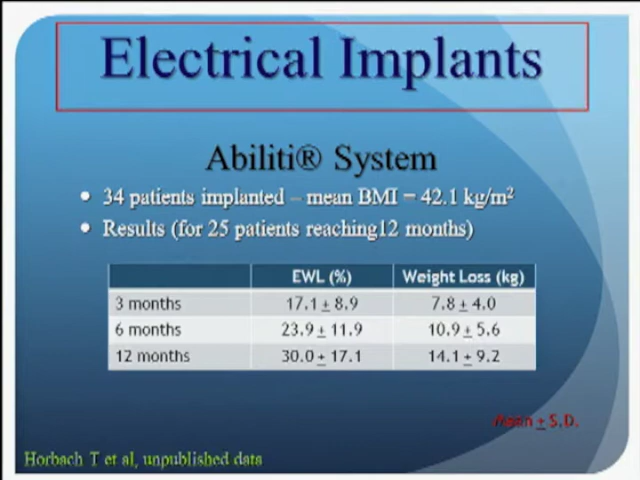 Electrical Implants
Abiliti® System
• 34 patients implanted – mean BMI = 42.1 kg/m²
• Results (for 25 patients reaching12 months)
EWL (%) Weight Loss (kg)
3 months 17.1 ± 8.9 7.8 ± 4.0
6 months 23.9 ± 11.9 10.9 ± 5.6
12 months 30.0 ± 17.1 14.1 ± 9.2
Mean ± S.D.
Horbach T et al, unpublished data